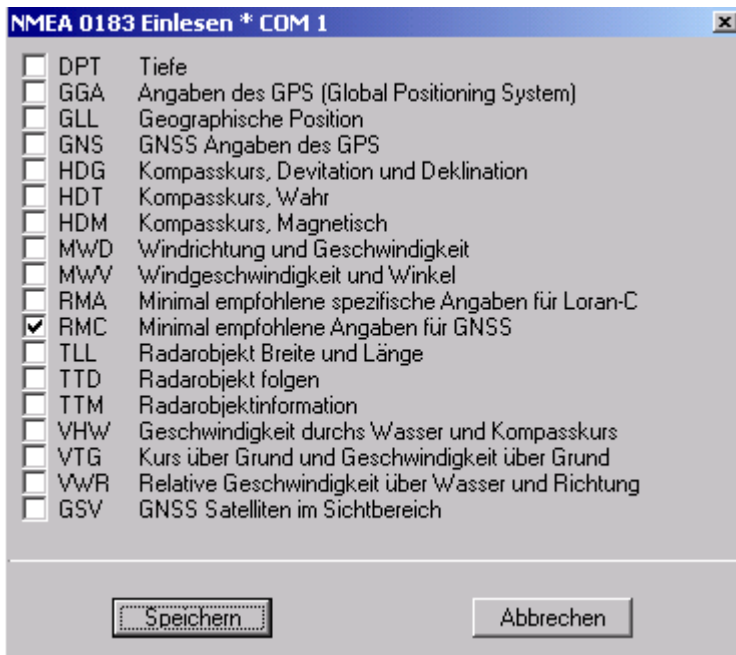 NMEA 0183 Einlesen * COM 1
DPT Tiefe
GGA Angaben des GPS (Global Positioning System)
GLL Geographische Position
GNS GNSS Angaben des GPS
HDG Kompasskurs, Devitation und Deklination
HDT Kompasskurs, Wahr
HDM Kompasskurs, Magnetisch
MWD Windrichtung und Geschwindigkeit
MWV Windgeschwindigkeit und Winkel
RMA Minimal empfohlene spezifische Angaben für Loran-C
RMC Minimal empfohlene Angaben für GNSS
TLL Radarobjekt Breite und Länge
TTD Radarobjekt folgen
TTM Radarobjektinformation
VHW Geschwindigkeit durchs Wasser und Kompasskurs
VTG Kurs über Grund und Geschwindigkeit über Grund
VWR Relative Geschwindigkeit über Wasser und Richtung
GSV GNSS Satelliten im Sichtbereich
Speichern Abbrechen